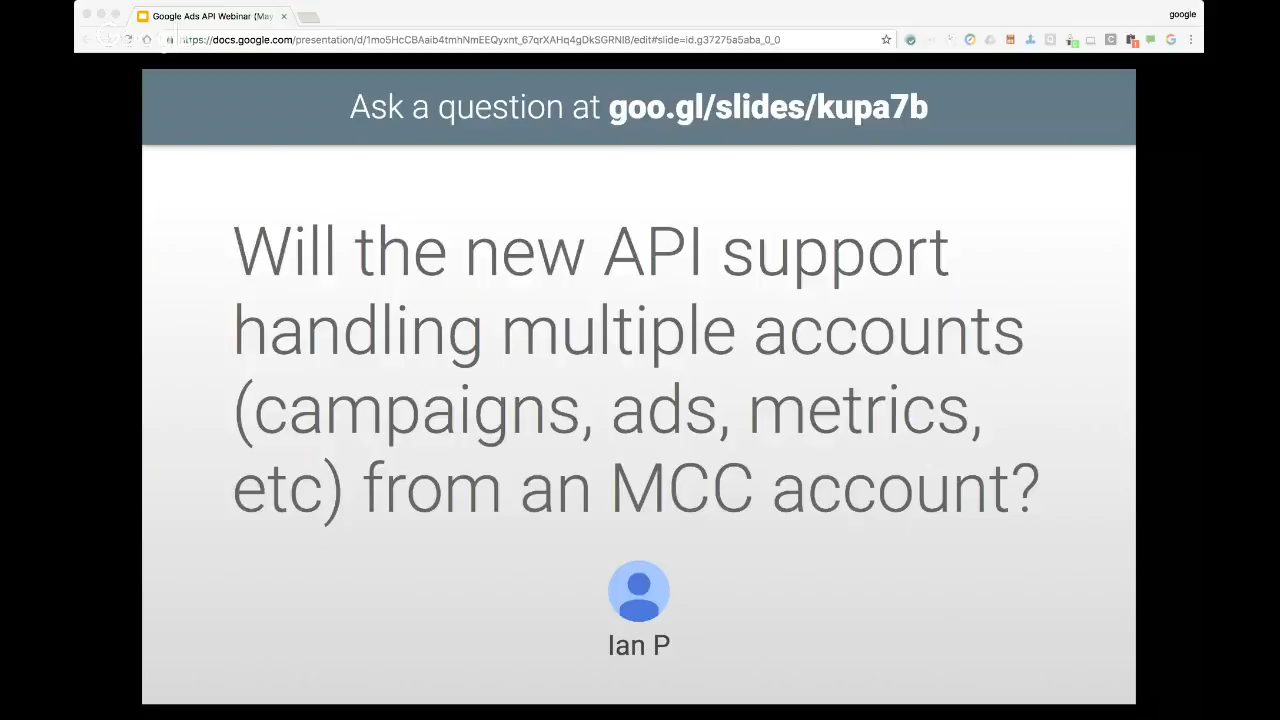 Google Ads API Webinar (May
google
ttps://docs.google.com/presentation/d/1mo5HcCBAaib4tmhNmEEQyxnt_67qrXAHq4gDkSGRNI8/edit#slide=id.g37275a5aba_0_0
Ask a question at goo.gl/slides/kupa7b
Will the new API support
handling multiple accounts
(campaigns, ads, metrics,
etc) from an MCC account?
Ian P